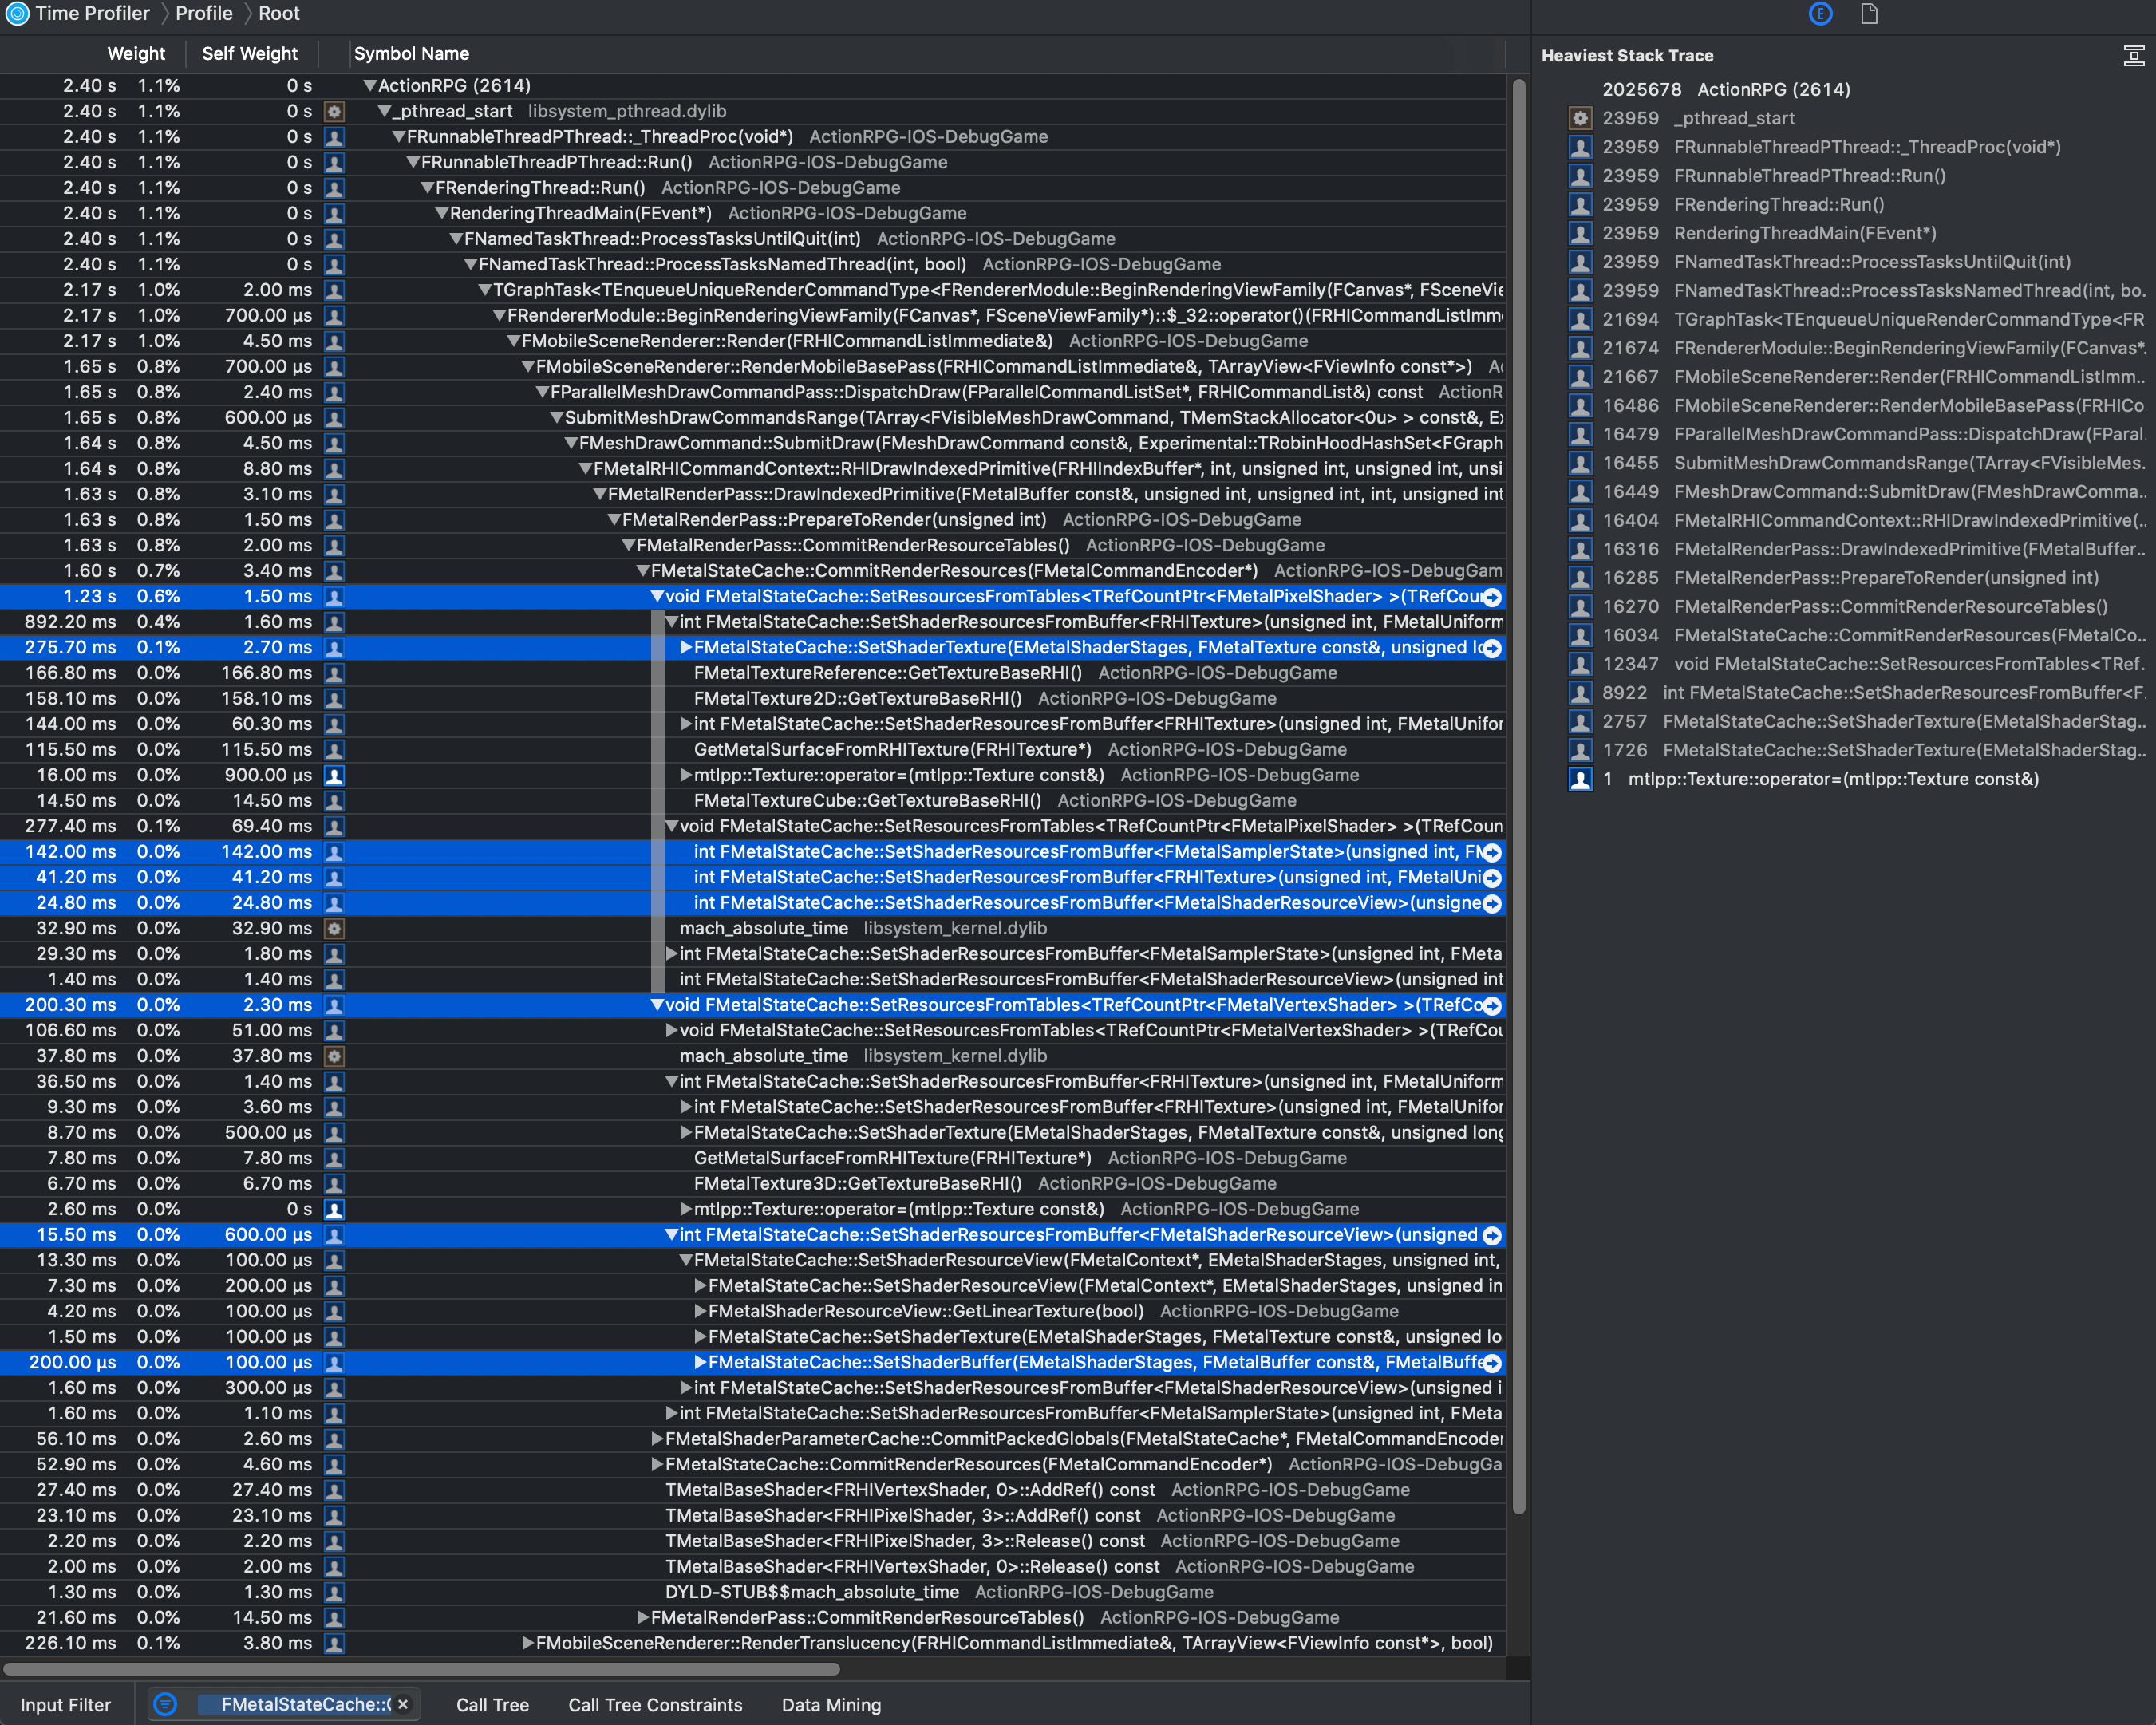 Time Profiler Profile Root
Weight Self Weight Symbol Name
2.40 s 1.1% 0 s ActionRPG (2614)
2.40 s 1.1% 0 s _pthread_start libsystem_pthread.dylib
2.40 s 1.1% 0 s FRunnableThreadPThread::_ThreadProc(void*) ActionRPG-IOS-DebugGame
2.40 s 1.1% 0 s FRunnableThreadPThread::Run() ActionRPG-IOS-DebugGame
2.40 s 1.1% 0 s FRenderingThread::Run() ActionRPG-IOS-DebugGame
2.40 s 1.1% 0 s RenderingThreadMain(FEvent*) ActionRPG-IOS-DebugGame
2.40 s 1.1% 0 s FNamedTaskThread::ProcessTasksUntilQuit(int) ActionRPG-IOS-DebugGame
2.40 s 1.1% 0 s FNamedTaskThread::ProcessTasksNamedThread(int, bool) ActionRPG-IOS-DebugGame
2.17 s 1.0% 2.00 ms TGraphTask<TEnqueueUniqueRenderCommandType<FRendererModule::BeginRenderingViewFamily(FCanvas*, FSceneVie
2.17 s 1.0% 700.00 µs FRendererModule::BeginRenderingViewFamily(FCanvas*, FSceneViewFamily*)::$_32::operator()(FRHICommandListImm
2.17 s 1.0% 4.50 ms FMobileSceneRenderer::Render(FRHICommandListImmediate&) ActionRPG-IOS-DebugGame
1.65 s 0.8% 700.00 µs FMobileSceneRenderer::RenderMobileBasePass(FRHICommandListImmediate&, TArrayView<FViewInfo const*>) A
1.65 s 0.8% 2.40 ms FParallelMeshDrawCommandPass::DispatchDraw(FParallelCommandListSet*, FRHICommandList&) const ActionR
1.65 s 0.8% 600.00 µs SubmitMeshDrawCommandsRange(TArray<FVisibleMeshDrawCommand, TMemStackAllocator<0u> > const&, Ex
1.64 s 0.8% 4.50 ms FMeshDrawCommand::SubmitDraw(FMeshDrawCommand const&, Experimental::TRobinHoodHashSet<FGraph
1.64 s 0.8% 8.80 ms FMetalRHICommandContext::RHIDrawIndexedPrimitive(FRHIIndexBuffer*, int, unsigned int, unsigned int, unsi
1.63 s 0.8% 3.10 ms FMetalRenderPass::DrawIndexedPrimitive(FMetalBuffer const&, unsigned int, unsigned int, int, unsigned int
1.63 s 0.8% 1.50 ms FMetalRenderPass::PrepareToRender(unsigned int) ActionRPG-IOS-DebugGame
1.63 s 0.8% 2.00 ms FMetalRenderPass::CommitRenderResourceTables() ActionRPG-IOS-DebugGame
1.60 s 0.7% 3.40 ms FMetalStateCache::CommitRenderResources(FMetalCommandEncoder*) ActionRPG-IOS-DebugGam
1.23 s 0.6% 1.50 ms void FMetalStateCache::SetResourcesFromTables<TRefCountPtr<FMetalPixelShader> >(TRefCou
892.20 ms 0.4% 1.60 ms int FMetalStateCache::SetShaderResourcesFromBuffer<FRHITexture>(unsigned int, FMetalUniform
275.70 ms 0.1% 2.70 ms FMetalStateCache::SetShaderTexture(EMetalShaderStages, FMetalTexture const&, unsigned lo
166.80 ms 0.0% 166.80 ms FMetalTextureReference::GetTextureBaseRHI() ActionRPG-IOS-DebugGame
158.10 ms 0.0% 158.10 ms FMetalTexture2D::GetTextureBaseRHI() ActionRPG-IOS-DebugGame
144.00 ms 0.0% 60.30 ms int FMetalStateCache::SetShaderResourcesFromBuffer<FRHITexture>(unsigned int, FMetalUnifor
115.50 ms 0.0% 115.50 ms GetMetalSurfaceFromRHITexture(FRHITexture*) ActionRPG-IOS-DebugGame
16.00 ms 0.0% 900.00 µs mtlpp::Texture::operator=(mtlpp::Texture const&) ActionRPG-IOS-DebugGame
14.50 ms 0.0% 14.50 ms FMetalTextureCube::GetTextureBaseRHI() ActionRPG-IOS-DebugGame
277.40 ms 0.1% 69.40 ms void FMetalStateCache::SetResourcesFromTables<TRefCountPtr<FMetalPixelShader> >(TRefCoun
142.00 ms 0.0% 142.00 ms int FMetalStateCache::SetShaderResourcesFromBuffer<FMetalSamplerState>(unsigned int, FM
41.20 ms 0.0% 41.20 ms int FMetalStateCache::SetShaderResourcesFromBuffer<FRHITexture>(unsigned int, FMetalUni
24.80 ms 0.0% 24.80 ms int FMetalStateCache::SetShaderResourcesFromBuffer<FMetalShaderResourceView>(unsigne
32.90 ms 0.0% 32.90 ms mach_absolute_time libsystem_kernel.dylib
29.30 ms 0.0% 1.80 ms int FMetalStateCache::SetShaderResourcesFromBuffer<FMetalSamplerState>(unsigned int, FMeta
1.40 ms 0.0% 1.40 ms int FMetalStateCache::SetShaderResourcesFromBuffer<FMetalShaderResourceView>(unsigned int
200.30 ms 0.0% 2.30 ms void FMetalStateCache::SetResourcesFromTables<TRefCountPtr<FMetalVertexShader> >(TRefCo
106.60 ms 0.0% 51.00 ms void FMetalStateCache::SetResourcesFromTables<TRefCountPtr<FMetalVertexShader> >(TRefCou
37.80 ms 0.0% 37.80 ms mach_absolute_time libsystem_kernel.dylib
36.50 ms 0.0% 1.40 ms int FMetalStateCache::SetShaderResourcesFromBuffer<FRHITexture>(unsigned int, FMetalUniform
9.30 ms 0.0% 3.60 ms int FMetalStateCache::SetShaderResourcesFromBuffer<FRHITexture>(unsigned int, FMetalUnifor
8.70 ms 0.0% 500.00 µs FMetalStateCache::SetShaderTexture(EMetalShaderStages, FMetalTexture const&, unsigned long
7.80 ms 0.0% 7.80 ms GetMetalSurfaceFromRHITexture(FRHITexture*) ActionRPG-IOS-DebugGame
6.70 ms 0.0% 6.70 ms FMetalTexture3D::GetTextureBaseRHI() ActionRPG-IOS-DebugGame
2.60 ms 0.0% 0 s mtlpp::Texture::operator=(mtlpp::Texture const&) ActionRPG-IOS-DebugGame
15.50 ms 0.0% 600.00 µs int FMetalStateCache::SetShaderResourcesFromBuffer<FMetalShaderResourceView>(unsigned
13.30 ms 0.0% 100.00 µs FMetalStateCache::SetShaderResourceView(FMetalContext*, EMetalShaderStages, unsigned int,
7.30 ms 0.0% 200.00 µs FMetalStateCache::SetShaderResourceView(FMetalContext*, EMetalShaderStages, unsigned in
4.20 ms 0.0% 100.00 µs FMetalShaderResourceView::GetLinearTexture(bool) ActionRPG-IOS-DebugGame
1.50 ms 0.0% 100.00 µs FMetalStateCache::SetShaderTexture(EMetalShaderStages, FMetalTexture const&, unsigned lo
200.00 µs 0.0% 100.00 µs FMetalStateCache::SetShaderBuffer(EMetalShaderStages, FMetalBuffer const&, FMetalBuffe
1.60 ms 0.0% 300.00 µs int FMetalStateCache::SetShaderResourcesFromBuffer<FMetalShaderResourceView>(unsigned i
1.60 ms 0.0% 1.10 ms int FMetalStateCache::SetShaderResourcesFromBuffer<FMetalSamplerState>(unsigned int, FMeta
56.10 ms 0.0% 2.60 ms FMetalShaderParameterCache::CommitPackedGlobals(FMetalStateCache*, FMetalCommandEncoder
52.90 ms 0.0% 4.60 ms FMetalStateCache::CommitRenderResources(FMetalCommandEncoder*) ActionRPG-IOS-DebugGa
27.40 ms 0.0% 27.40 ms TMetalBaseShader<FRHIVertexShader, 0>::AddRef() const ActionRPG-IOS-DebugGame
23.10 ms 0.0% 23.10 ms TMetalBaseShader<FRHIPixelShader, 3>::AddRef() const ActionRPG-IOS-DebugGame
2.20 ms 0.0% 2.20 ms TMetalBaseShader<FRHIPixelShader, 3>::Release() const ActionRPG-IOS-DebugGame
2.00 ms 0.0% 2.00 ms TMetalBaseShader<FRHIVertexShader, 0>::Release() const ActionRPG-IOS-DebugGame
1.30 ms 0.0% 1.30 ms DYLD-STUB$$mach_absolute_time ActionRPG-IOS-DebugGame
21.60 ms 0.0% 14.50 ms FMetalRenderPass::CommitRenderResourceTables() ActionRPG-IOS-DebugGame
226.10 ms 0.1% 3.80 ms FMobileSceneRenderer::RenderTranslucency(FRHICommandListImmediate&, TArrayView<FViewInfo const*>, bool)
Input Filter FMetalStateCache::( Call Tree Call Tree Constraints Data Mining
E
Heaviest Stack Trace
2025678 ActionRPG (2614)
23959 _pthread_start
23959 FRunnableThreadPThread::_ThreadProc(void*)
23959 FRunnableThreadPThread::Run()
23959 FRenderingThread::Run()
23959 RenderingThreadMain(FEvent*)
23959 FNamedTaskThread::ProcessTasksUntilQuit(int)
23959 FNamedTaskThread::ProcessTasksNamedThread(int, bo..
21694 TGraphTask<TEnqueueUniqueRenderCommandType<FR..
21674 FRendererModule::BeginRenderingViewFamily(FCanvas*..
21667 FMobileSceneRenderer::Render(FRHICommandListImm..
16486 FMobileSceneRenderer::RenderMobileBasePass(FRHICo..
16479 FParallelMeshDrawCommandPass::DispatchDraw(FParal..
16455 SubmitMeshDrawCommandsRange(TArray<FVisibleMes..
16449 FMeshDrawCommand::SubmitDraw(FMeshDrawComma..
16404 FMetalRHICommandContext::RHIDrawIndexedPrimitive(..
16316 FMetalRenderPass::DrawIndexedPrimitive(FMetalBuffer..
16285 FMetalRenderPass::PrepareToRender(unsigned int)
16270 FMetalRenderPass::CommitRenderResourceTables()
16034 FMetalStateCache::CommitRenderResources(FMetalCo..
12347 void FMetalStateCache::SetResourcesFromTables<TRef..
8922 int FMetalStateCache::SetShaderResourcesFromBuffer<F..
2757 FMetalStateCache::SetShaderTexture(EMetalShaderStag..
1726 FMetalStateCache::SetShaderTexture(EMetalShaderStag..
1 mtlpp::Texture::operator=(mtlpp::Texture const&)